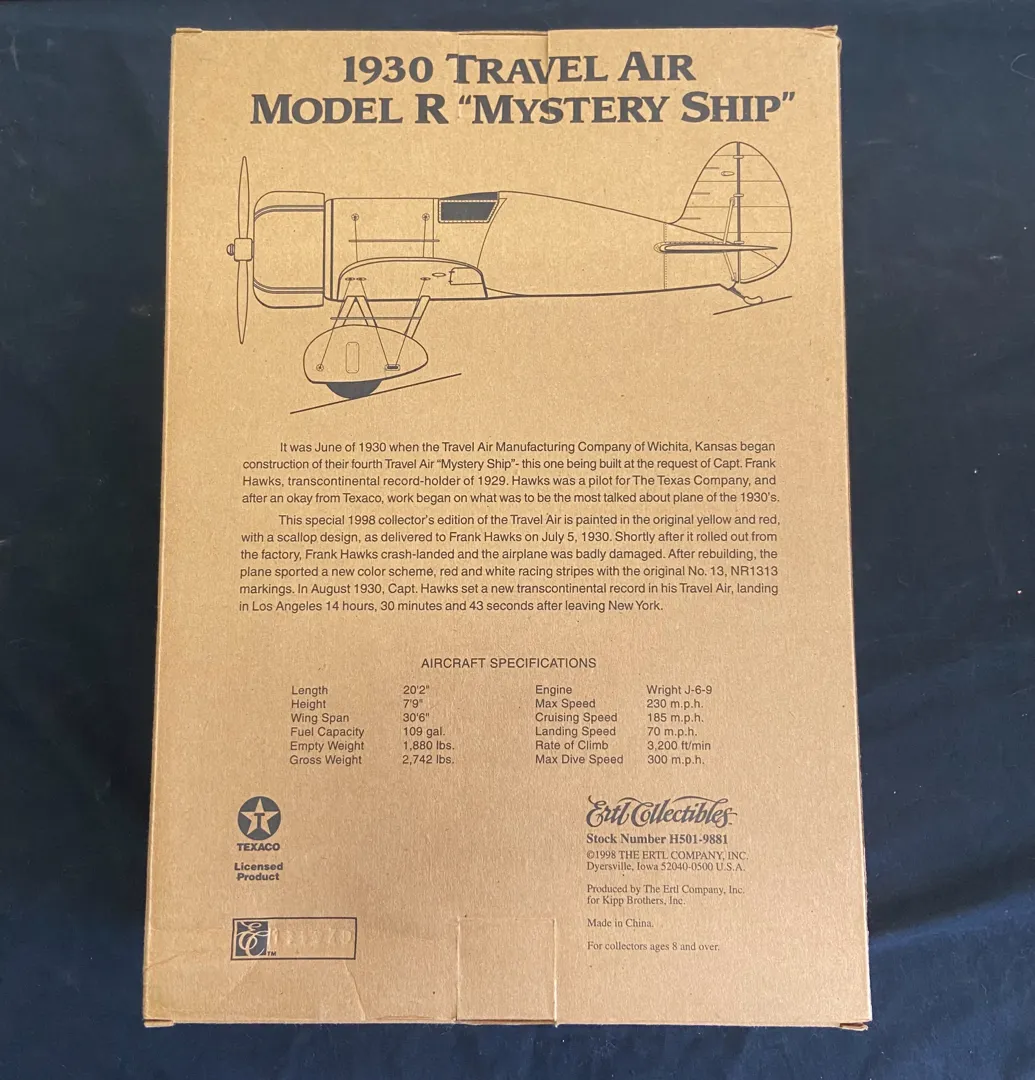 1930 TRAVEL AIR
MODEL R "MYSTERY SHIP"
It was June of 1930 when the Travel Air Manufacturing Company of Wichita, Kansas began
construction of their fourth Travel Air "Mystery Ship"- this one being built at the request of Capt. Frank
Hawks, transcontinental record-holder of 1929. Hawks was a pilot for The Texas Company, and
after an okay from Texaco, work began on what was to be the most talked about plane of the 1930's.
This special 1998 collector's edition of the Travel Air is painted in the original yellow and red,
with a scallop design, as delivered to Frank Hawks on July 5, 1930. Shortly after it rolled out from
the factory, Frank Hawks crash-landed and the airplane was badly damaged. After rebuilding, the
plane sported a new color scheme, red and white racing stripes with the original No. 13, NR1313
markings. In August 1930, Capt. Hawks set a new transcontinental record in his Travel Air, landing
in Los Angeles 14 hours, 30 minutes and 43 seconds after leaving New York.
AIRCRAFT SPECIFICATIONS
Length 20'2" Engine Wright J-6-9
Height 7'9" Max Speed 230 m.p.h.
Wing Span 30'6" Cruising Speed 185 m.p.h.
Fuel Capacity 109 gal. Landing Speed 70 m.p.h.
Empty Weight 1,880 lbs. Rate of Climb 3,200 ft/min
Gross Weight 2,742 lbs. Max Dive Speed 300 m.p.h.
T
TEXACO
Licensed
Product
Ertl Collectibles
Stock Number H501-9881
©1998 THE ERTL COMPANY, INC.
Dyersville, Iowa 52040-0500 U.S.A.
Produced by The Ertl Company, Inc.
for Kipp Brothers, Inc.
Made in China.
For collectors ages 8 and over.
EC TM